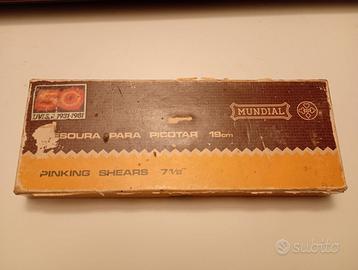 50
1931-1981
MUNDIAL
TESOURA PARA PICOTAR 19cm
PINKING SHEARS 7½"
subito